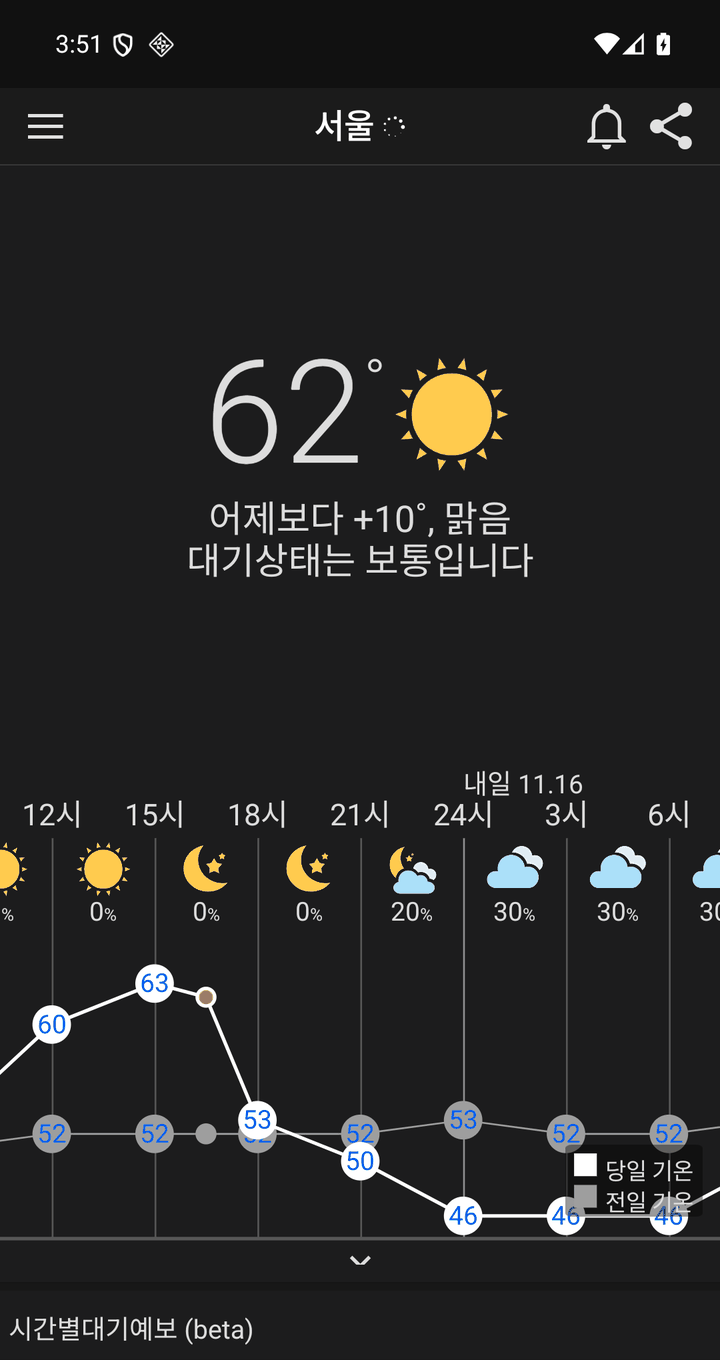 3:51
서울
62°
어제보다 +10°, 맑음
대기상태는 보통입니다
내일 11.16
12시 15시 18시 21시 24시 3시 6시
% 0% 0% 0% 20% 30% 30% 30
60 63 53 50 46 46 46
52 52 52 52 53 52 52
당일 기온
전일 기온
시간별대기예보 (beta)